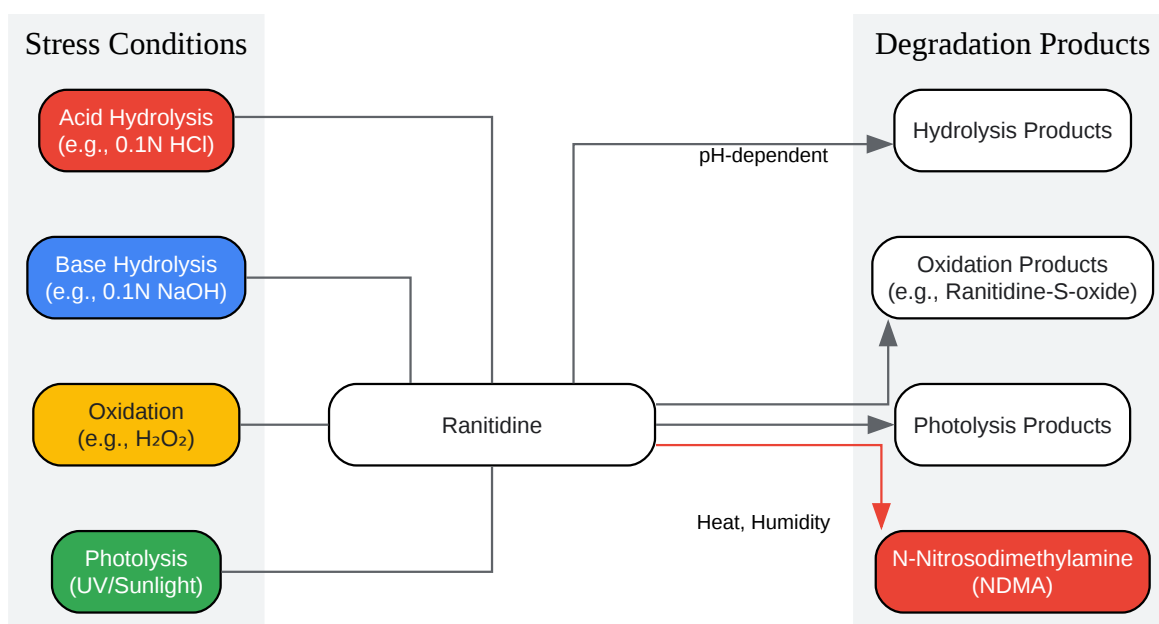 Stress Conditions
Acid Hydrolysis
(e.g., 0.1N HCl)
Base Hydrolysis
(e.g., 0.1N NaOH)
Oxidation
(e.g., H₂O₂)
Photolysis
(UV/Sunlight)
Ranitidine
pH-dependent
Heat, Humidity
Degradation Products
Hydrolysis Products
Oxidation Products
(e.g., Ranitidine-S-oxide)
Photolysis Products
N-Nitrosodimethylamine
(NDMA)